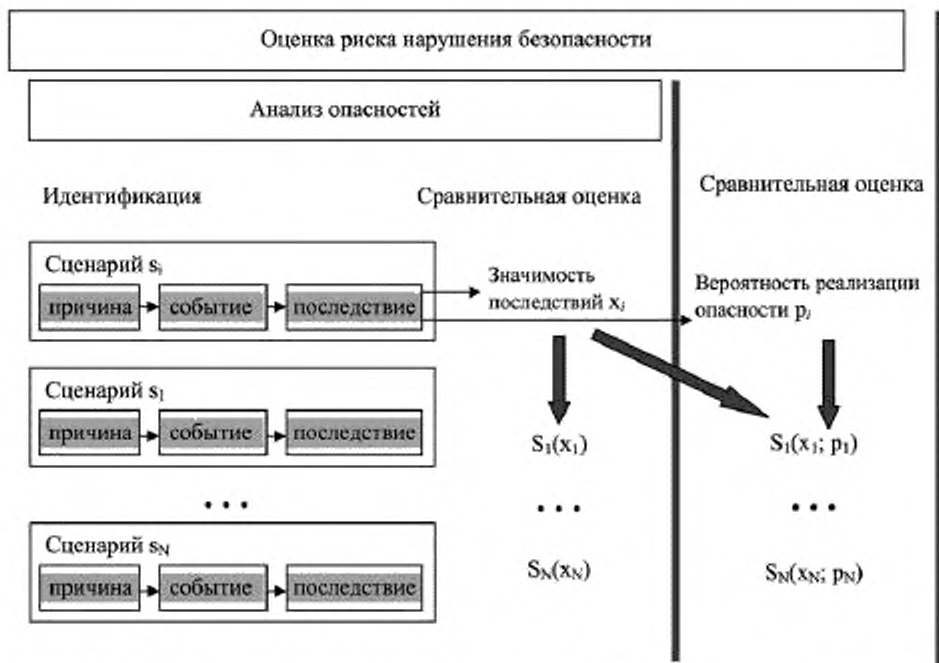 Оценка риска нарушения безопасности
Анализ опасностей
Идентификация
Сравнительная оценка
Сравнительная оценка
Сценарий si
причина
событие
последствие
Значимость
последствий xi
Вероятность реализации
опасности pi
Сценарий s1
причина
событие
последствие
S1(x1)
S1(x1; p1)
• • •
• • •
• • •
Сценарий sN
причина
событие
последствие
SN(xN)
SN(xN; pN)